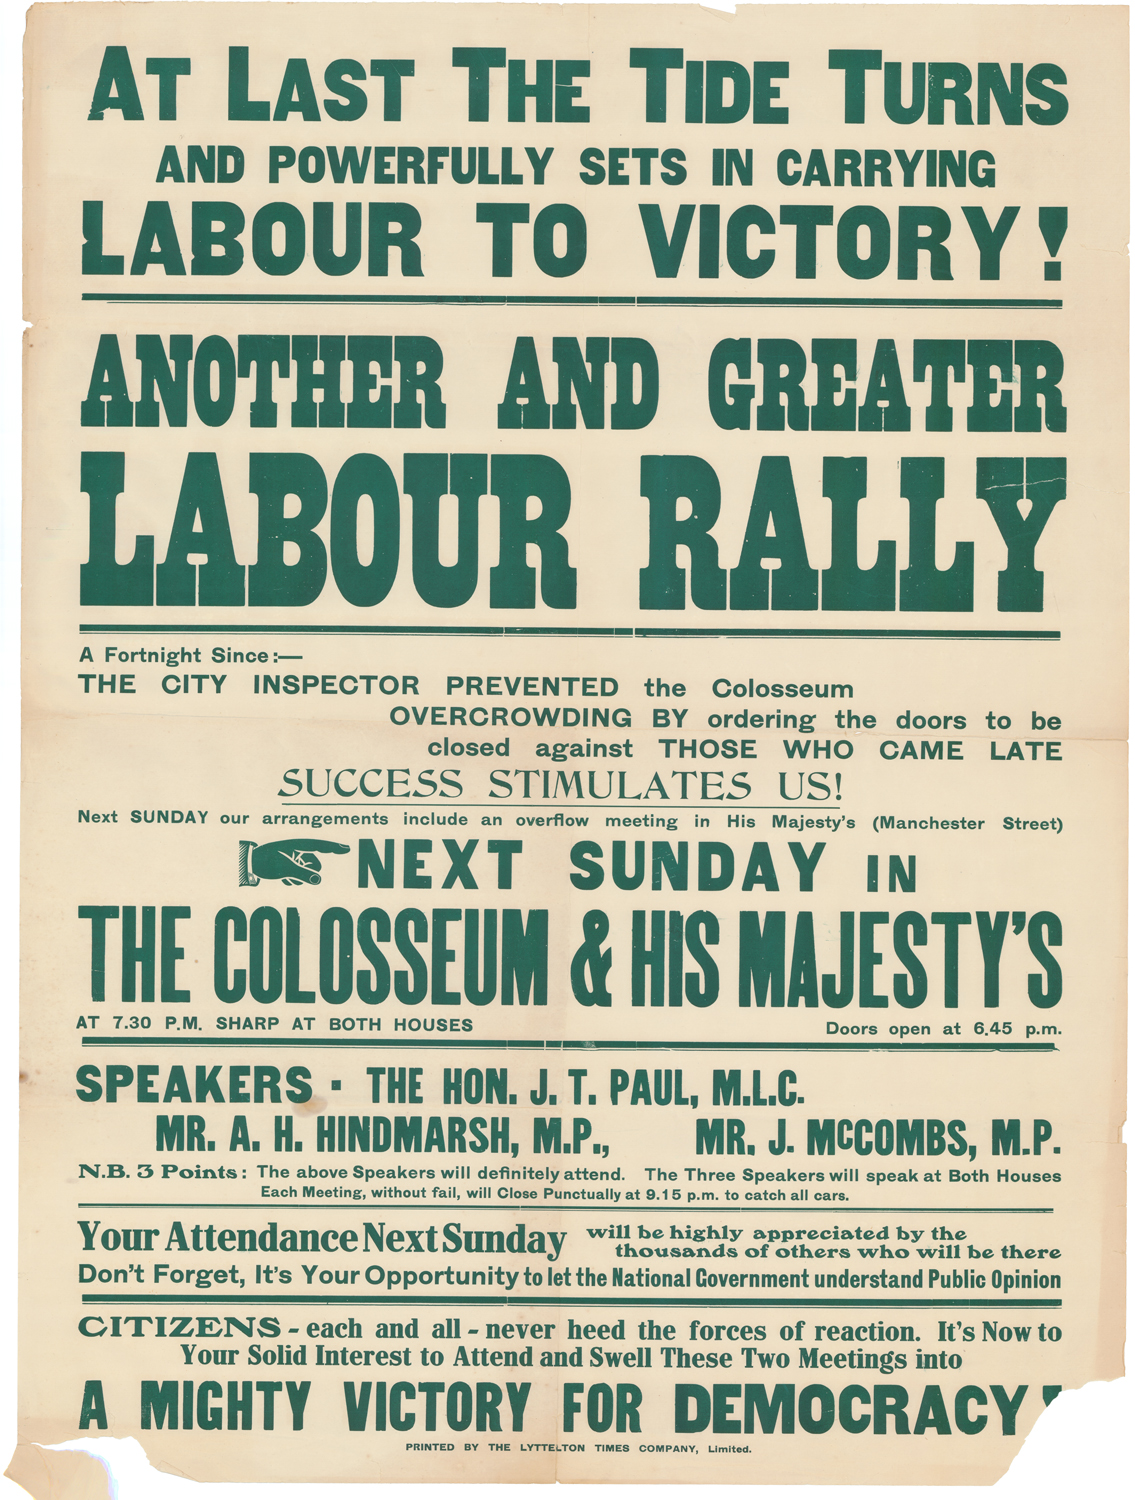 AT LAST THE TIDE TURNS
AND POWERFULLY SETS IN CARRYING
LABOUR TO VICTORY!
ANOTHER AND GREATER
LABOUR RALLY
A Fortnight Since:—
THE CITY INSPECTOR PREVENTED the Colosseum
OVERCROWDING BY ordering the doors to be
closed against THOSE WHO CAME LATE
SUCCESS STIMULATES US!
Next SUNDAY our arrangements include an overflow meeting in His Majesty's (Manchester Street)
NEXT SUNDAY IN
THE COLOSSEUM & HIS MAJESTY'S
AT 7.30 P.M. SHARP AT BOTH HOUSES Doors open at 6.45 p.m.
SPEAKERS · THE HON. J. T. PAUL, M.L.C.
MR. A. H. HINDMARSH, M.P., MR. J. McCOMBS, M.P.
N.B. 3 Points: The above Speakers will definitely attend. The Three Speakers will speak at Both Houses
Each Meeting, without fail, will Close Punctually at 9.15 p.m. to catch all cars.
Your Attendance Next Sunday will be highly appreciated by the
thousands of others who will be there
Don't Forget, It's Your Opportunity to let the National Government understand Public Opinion
CITIZENS - each and all - never heed the forces of reaction. It's Now to
Your Solid Interest to Attend and Swell These Two Meetings into
A MIGHTY VICTORY FOR DEMOCRACY!
PRINTED BY THE LYTTELTON TIMES COMPANY, Limited.